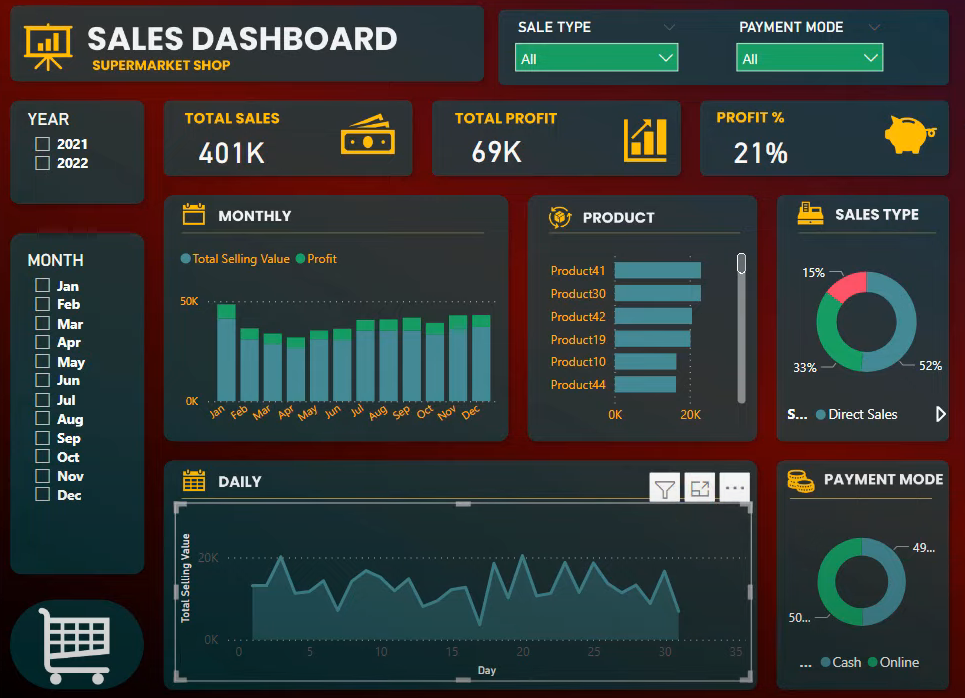 SALES DASHBOARD
SUPERMARKET SHOP
SALE TYPE
All
PAYMENT MODE
All
YEAR
2021
2022
TOTAL SALES
401K
TOTAL PROFIT
69K
PROFIT %
21%
MONTH
Jan
Feb
Mar
Apr
May
Jun
Jul
Aug
Sep
Oct
Nov
Dec
MONTHLY
Total Selling Value Profit
50K
0K
Jan Feb Mar Apr May Jun Jul Aug Sep Oct Nov Dec
PRODUCT
Product41
Product30
Product42
Product19
Product10
Product44
0K 20K
SALES TYPE
15%
33%
52%
S... Direct Sales
DAILY
Total Selling Value
20K
0K
0 5 10 15 20 25 30 35
Day
PAYMENT MODE
49...
50...
... Cash Online